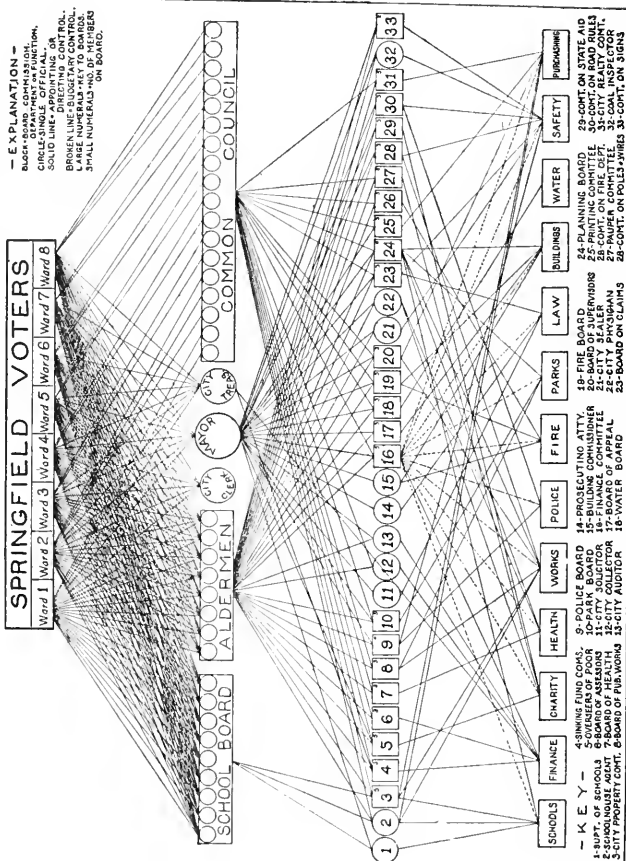 SPRINGFIELD VOTERS
Ward 1 Ward 2 Ward 3 Ward 4 Ward 5 Ward 6 Ward 7 Ward 8
– EXPLANATION –
BLOCK=BOARD COMMISSION,
DEPARTMENT OR FUNCTION.
CIRCLE=SINGLE OFFICIAL.
SOLID LINE=APPOINTING OR
DIRECTING CONTROL.
BROKEN LINE=BUDGETARY CONTROL.
LARGE NUMERALS=KEY TO BOARDS.
SMALL NUMERALS=NO. OF MEMBERS
ON BOARD.
SCHOOL BOARD
ALDERMEN
CITY CLERK
MAYOR
CITY TREAS.
COMMON COUNCIL
1 2 3 4 5 6 7 8 9 10 11 12 13 14 15 16 17 18 19 20 21 22 23 24 25 26 27 28 29 30 31 32 33
SCHOOLS FINANCE CHARITY HEALTH WORKS POLICE FIRE PARKS LAW BUILDINGS WATER SAFETY PURCHASING
– KEY –
1-SUPT. OF SCHOOLS
2-SCHOOLHOUSE AGENT
3-CITY PROPERTY COMT.
4-SINKING FUND COMS.
5-OVERSEERS OF POOR
6-BOARD OF ASSESSORS
7-BOARD OF HEALTH
8-BOARD OF PUB. WORKS
9-POLICE BOARD
10-PARK BOARD
11-CITY SOLICITOR
12-CITY COLLECTOR
13-CITY AUDITOR
14-PROSECUTING ATTY.
15-BUILDING COMMISSIONER
16-FINANCE COMMITTEE
17-BOARD OF APPEAL
18-WATER BOARD
19-FIRE BOARD
20-BOARD OF SUPERVISORS
21-CITY SEALER
22-CITY PHYSICIAN
23-BOARD ON CLAIMS
24-PLANNING BOARD
25-PRINTING COMMITTEE
26-COMT. ON FIRE DEPT.
27-PAUPER COMMITTEE
28-COMT. ON POLES & WIRES
29-COMT. ON STATE AID
30-COMT. ON ROAD RULES
31-CITY REALTY COMT.
32-COAL INSPECTOR
33-COMT. ON SIGNS